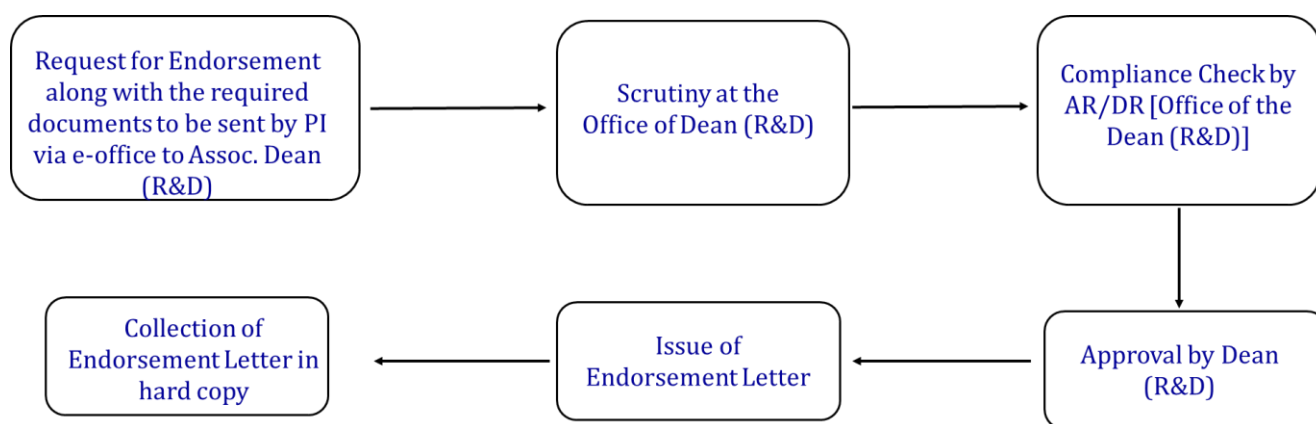 Request for Endorsement
along with the required
documents to be sent by PI
via e-office to Assoc. Dean
(R&D)
Scrutiny at the
Office of Dean (R&D)
Compliance Check by
AR/DR [Office of the
Dean (R&D)]
Approval by Dean
(R&D)
Issue of
Endorsement Letter
Collection of
Endorsement Letter in
hard copy